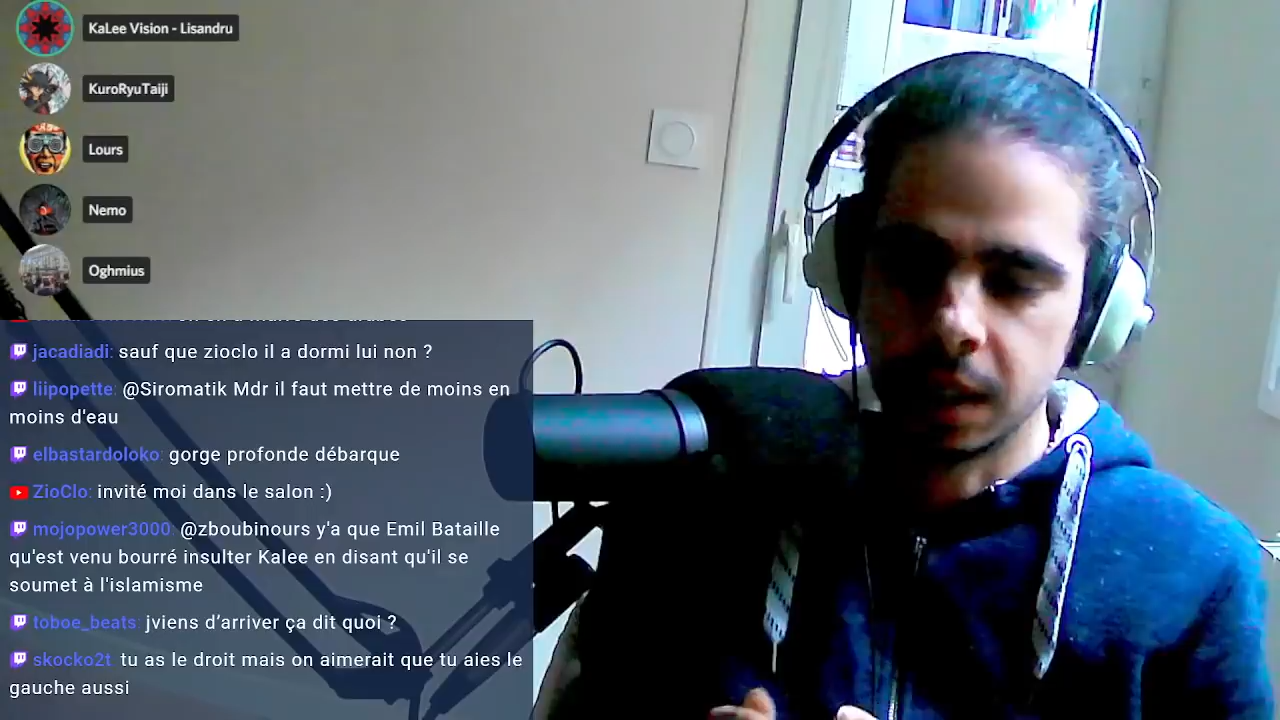 KaLee Vision - Lisandru
KuroRyuTaiji
Lours
Nemo
Oghmius
jacadiadi: sauf que zioclo il a dormi lui non ?
liipopette: @Siromatik Mdr il faut mettre de moins en
moins d'eau
elbastardoloko: gorge profonde débarque
ZioClo: invité moi dans le salon :)
mojopower3000: @zboubinours y'a que Emil Bataille
qu'est venu bourré insulter Kalee en disant qu'il se
soumet à l'islamisme
toboe_beats: jviens d’arriver ça dit quoi ?
skocko2t: tu as le droit mais on aimerait que tu aies le
gauche aussi